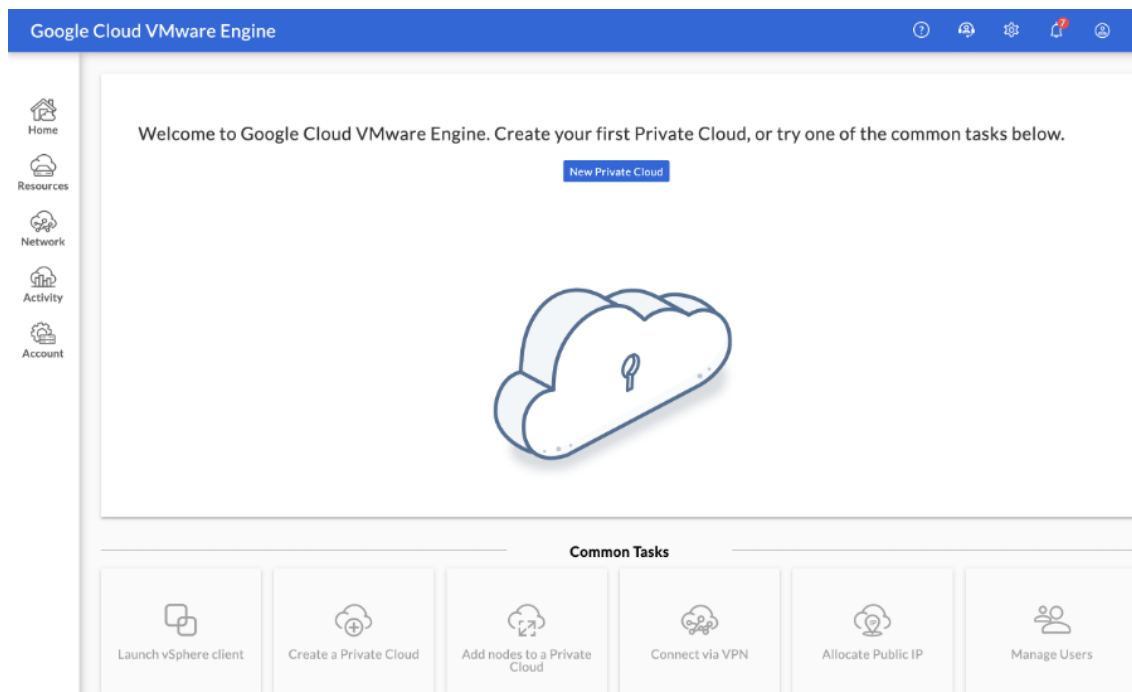 Google Cloud VMware Engine
7
Home
Resources
Network
Activity
Account
Welcome to Google Cloud VMware Engine. Create your first Private Cloud, or try one of the common tasks below.
New Private Cloud
Common Tasks
Launch vSphere client
Create a Private Cloud
Add nodes to a Private
Cloud
Connect via VPN
Allocate Public IP
Manage Users